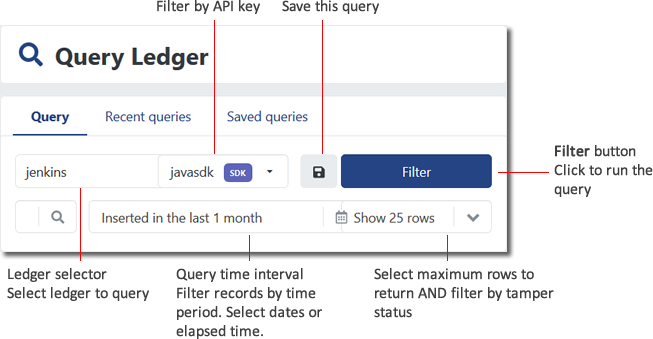 Filter by API key
Save this query
Query Ledger
Query
Recent queries
Saved queries
jenkins
javasdk SDK
Filter
Filter button
Click to run the
query
Inserted in the last 1 month
Show 25 rows
Ledger selector
Select ledger to query
Query time interval
Filter records by time
period. Select dates or
elapsed time.
Select maximum rows to
return AND filter by tamper
status